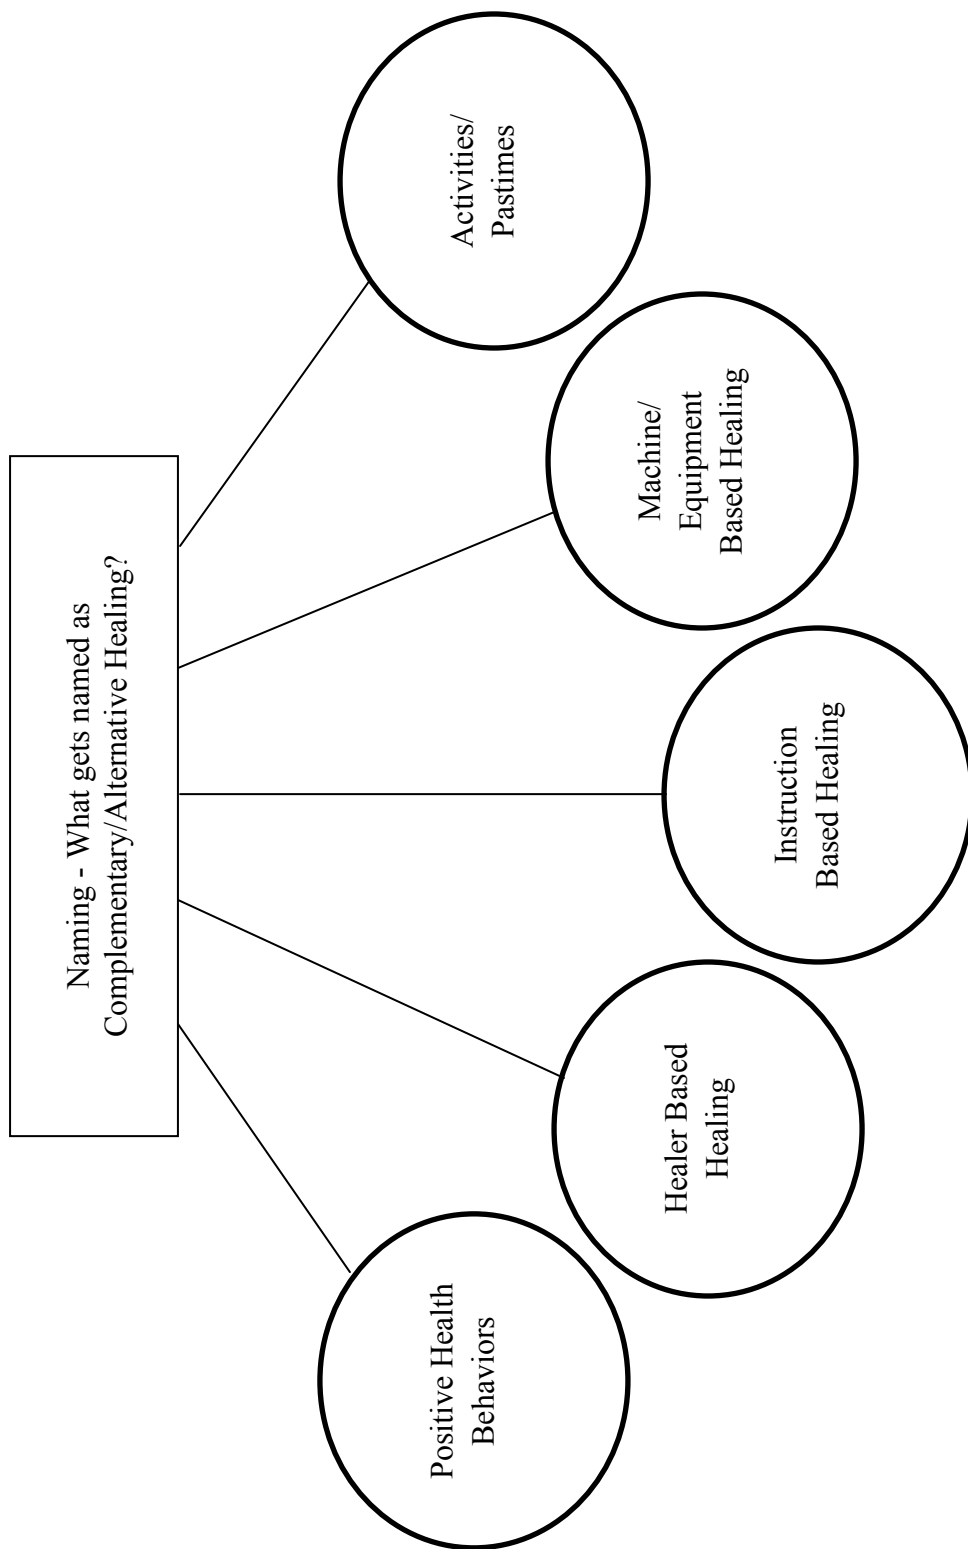 Naming - What gets named as
Complementary/Alternative Healing?
Positive Health
Behaviors
Healer Based
Healing
Instruction
Based Healing
Machine/
Equipment
Based Healing
Activities/
Pastimes